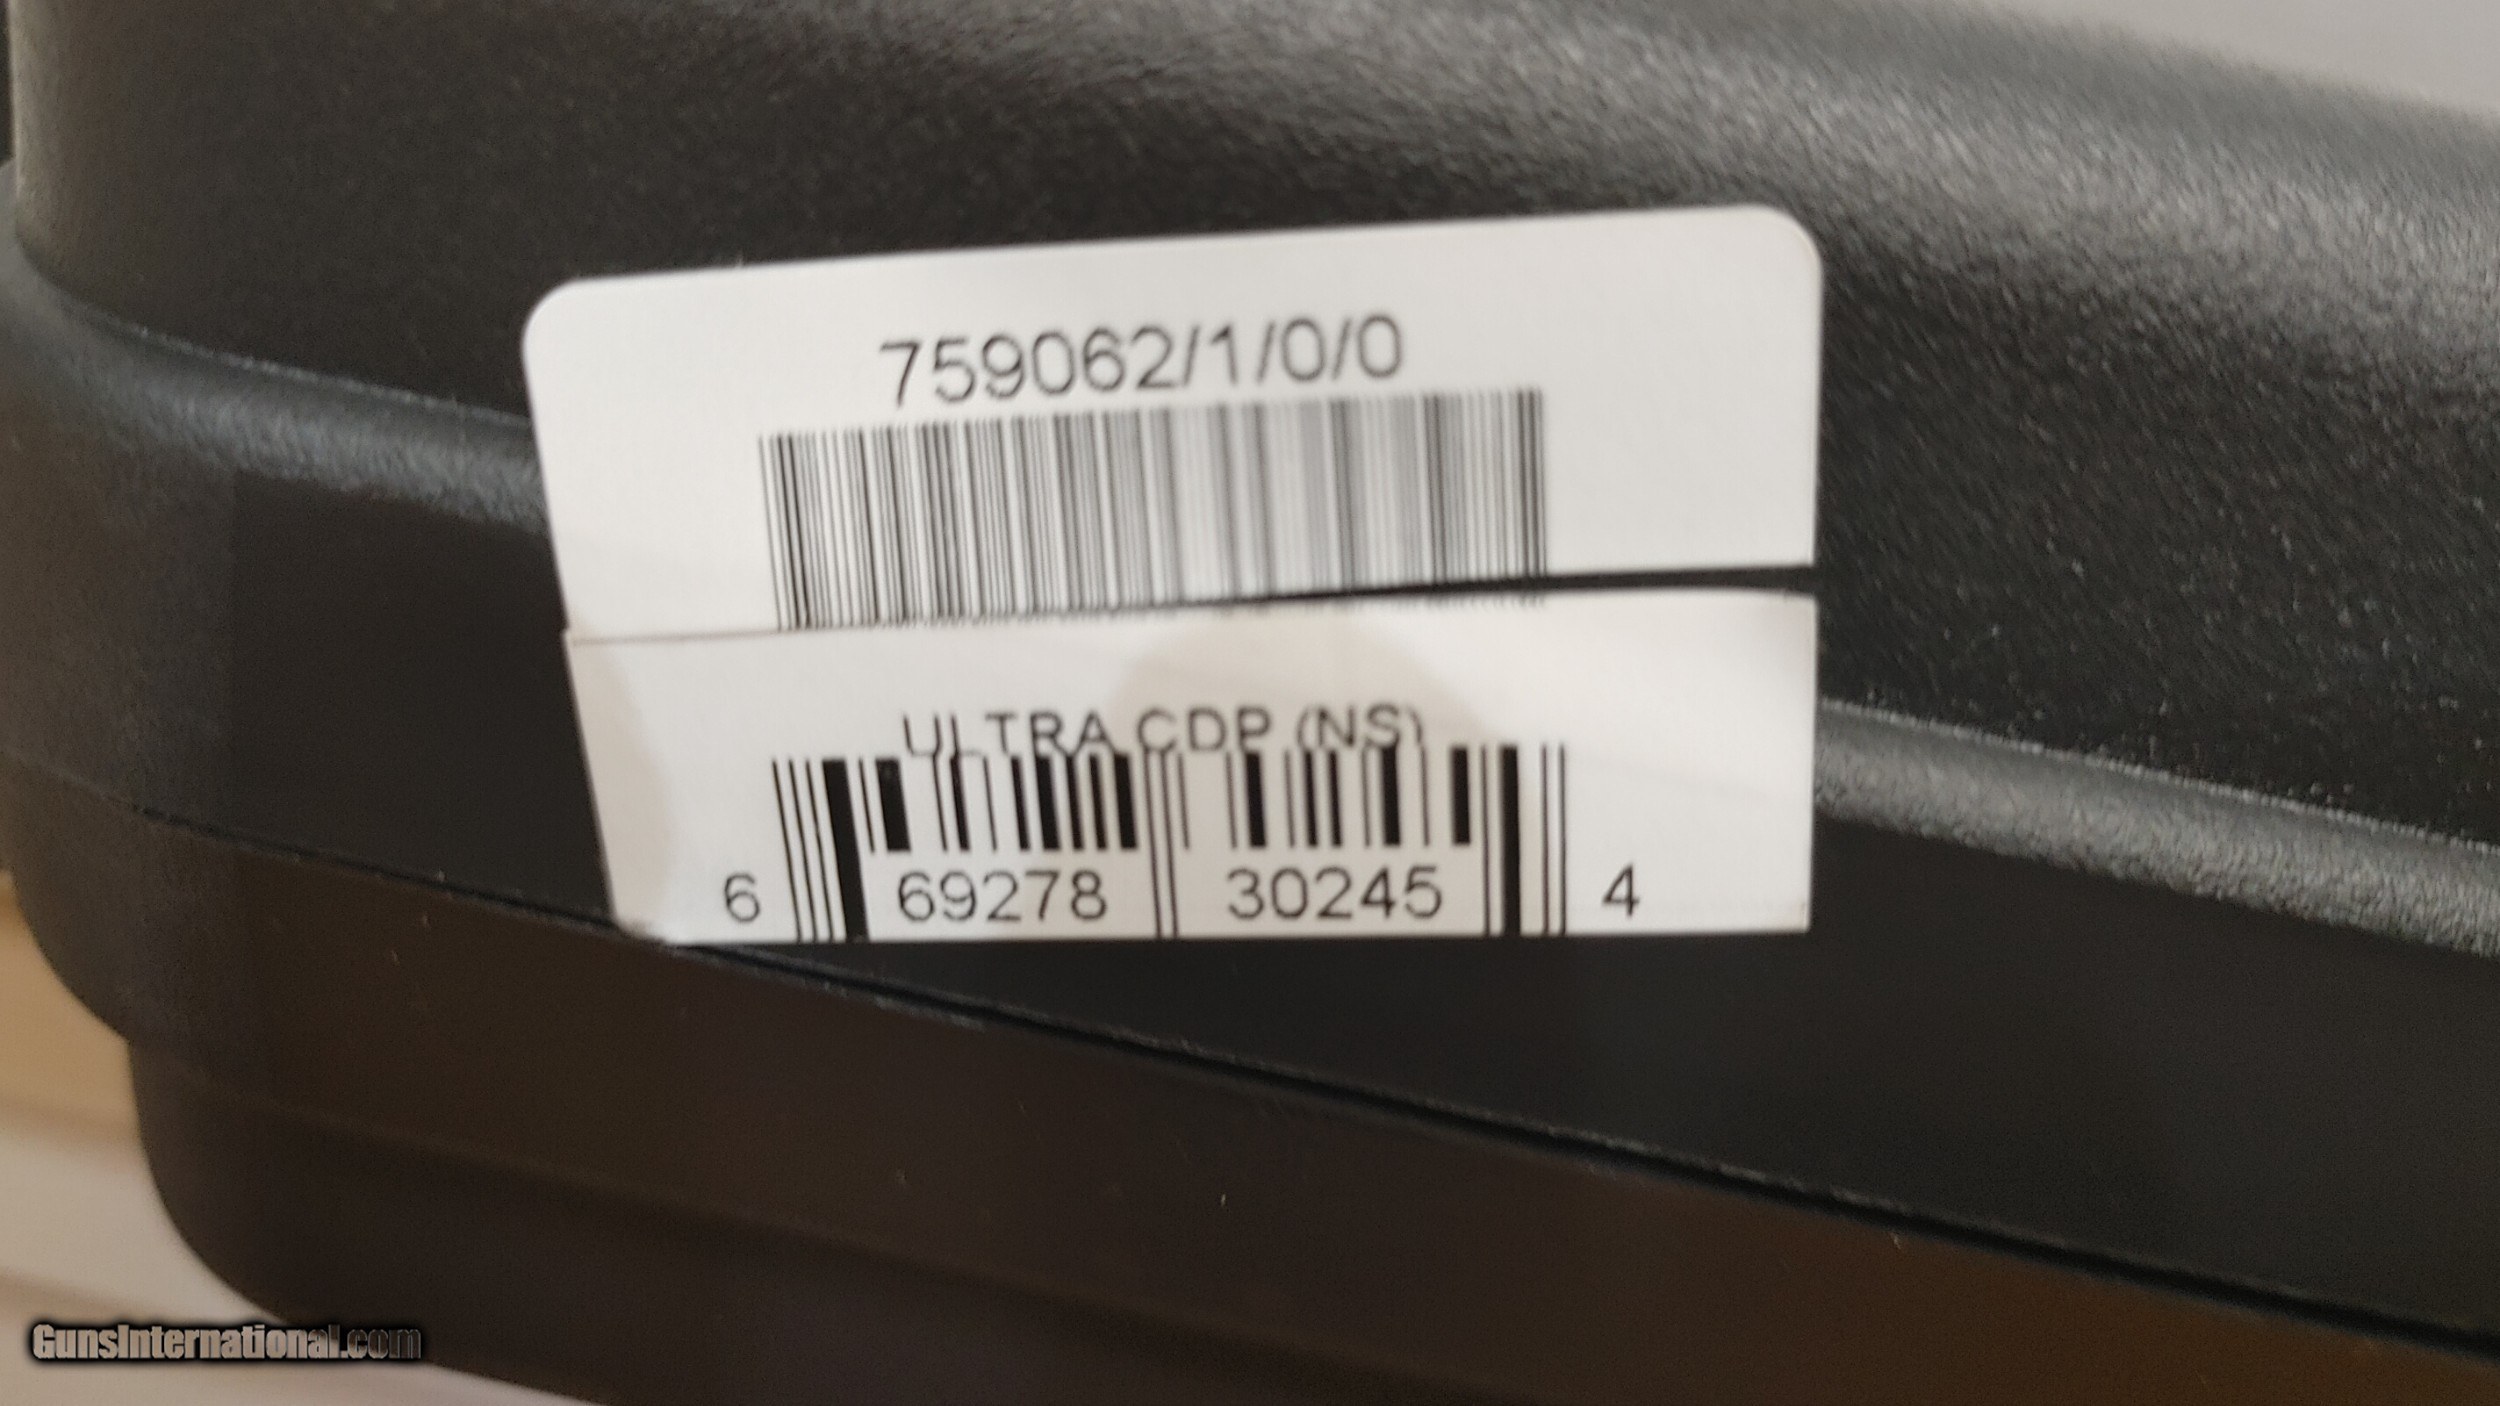 759062/1/0/0
ULTRA CDP (NS)
6 69278 30245 4
GunsInternational.com